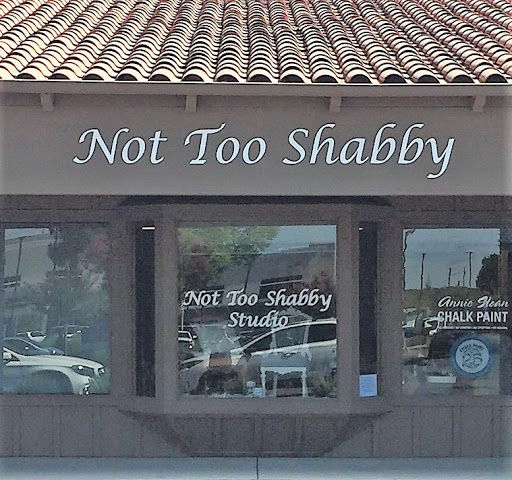 Not Too Shabby
Not Too Shabby
Studio
Annie Sloan
CHALK PAINT